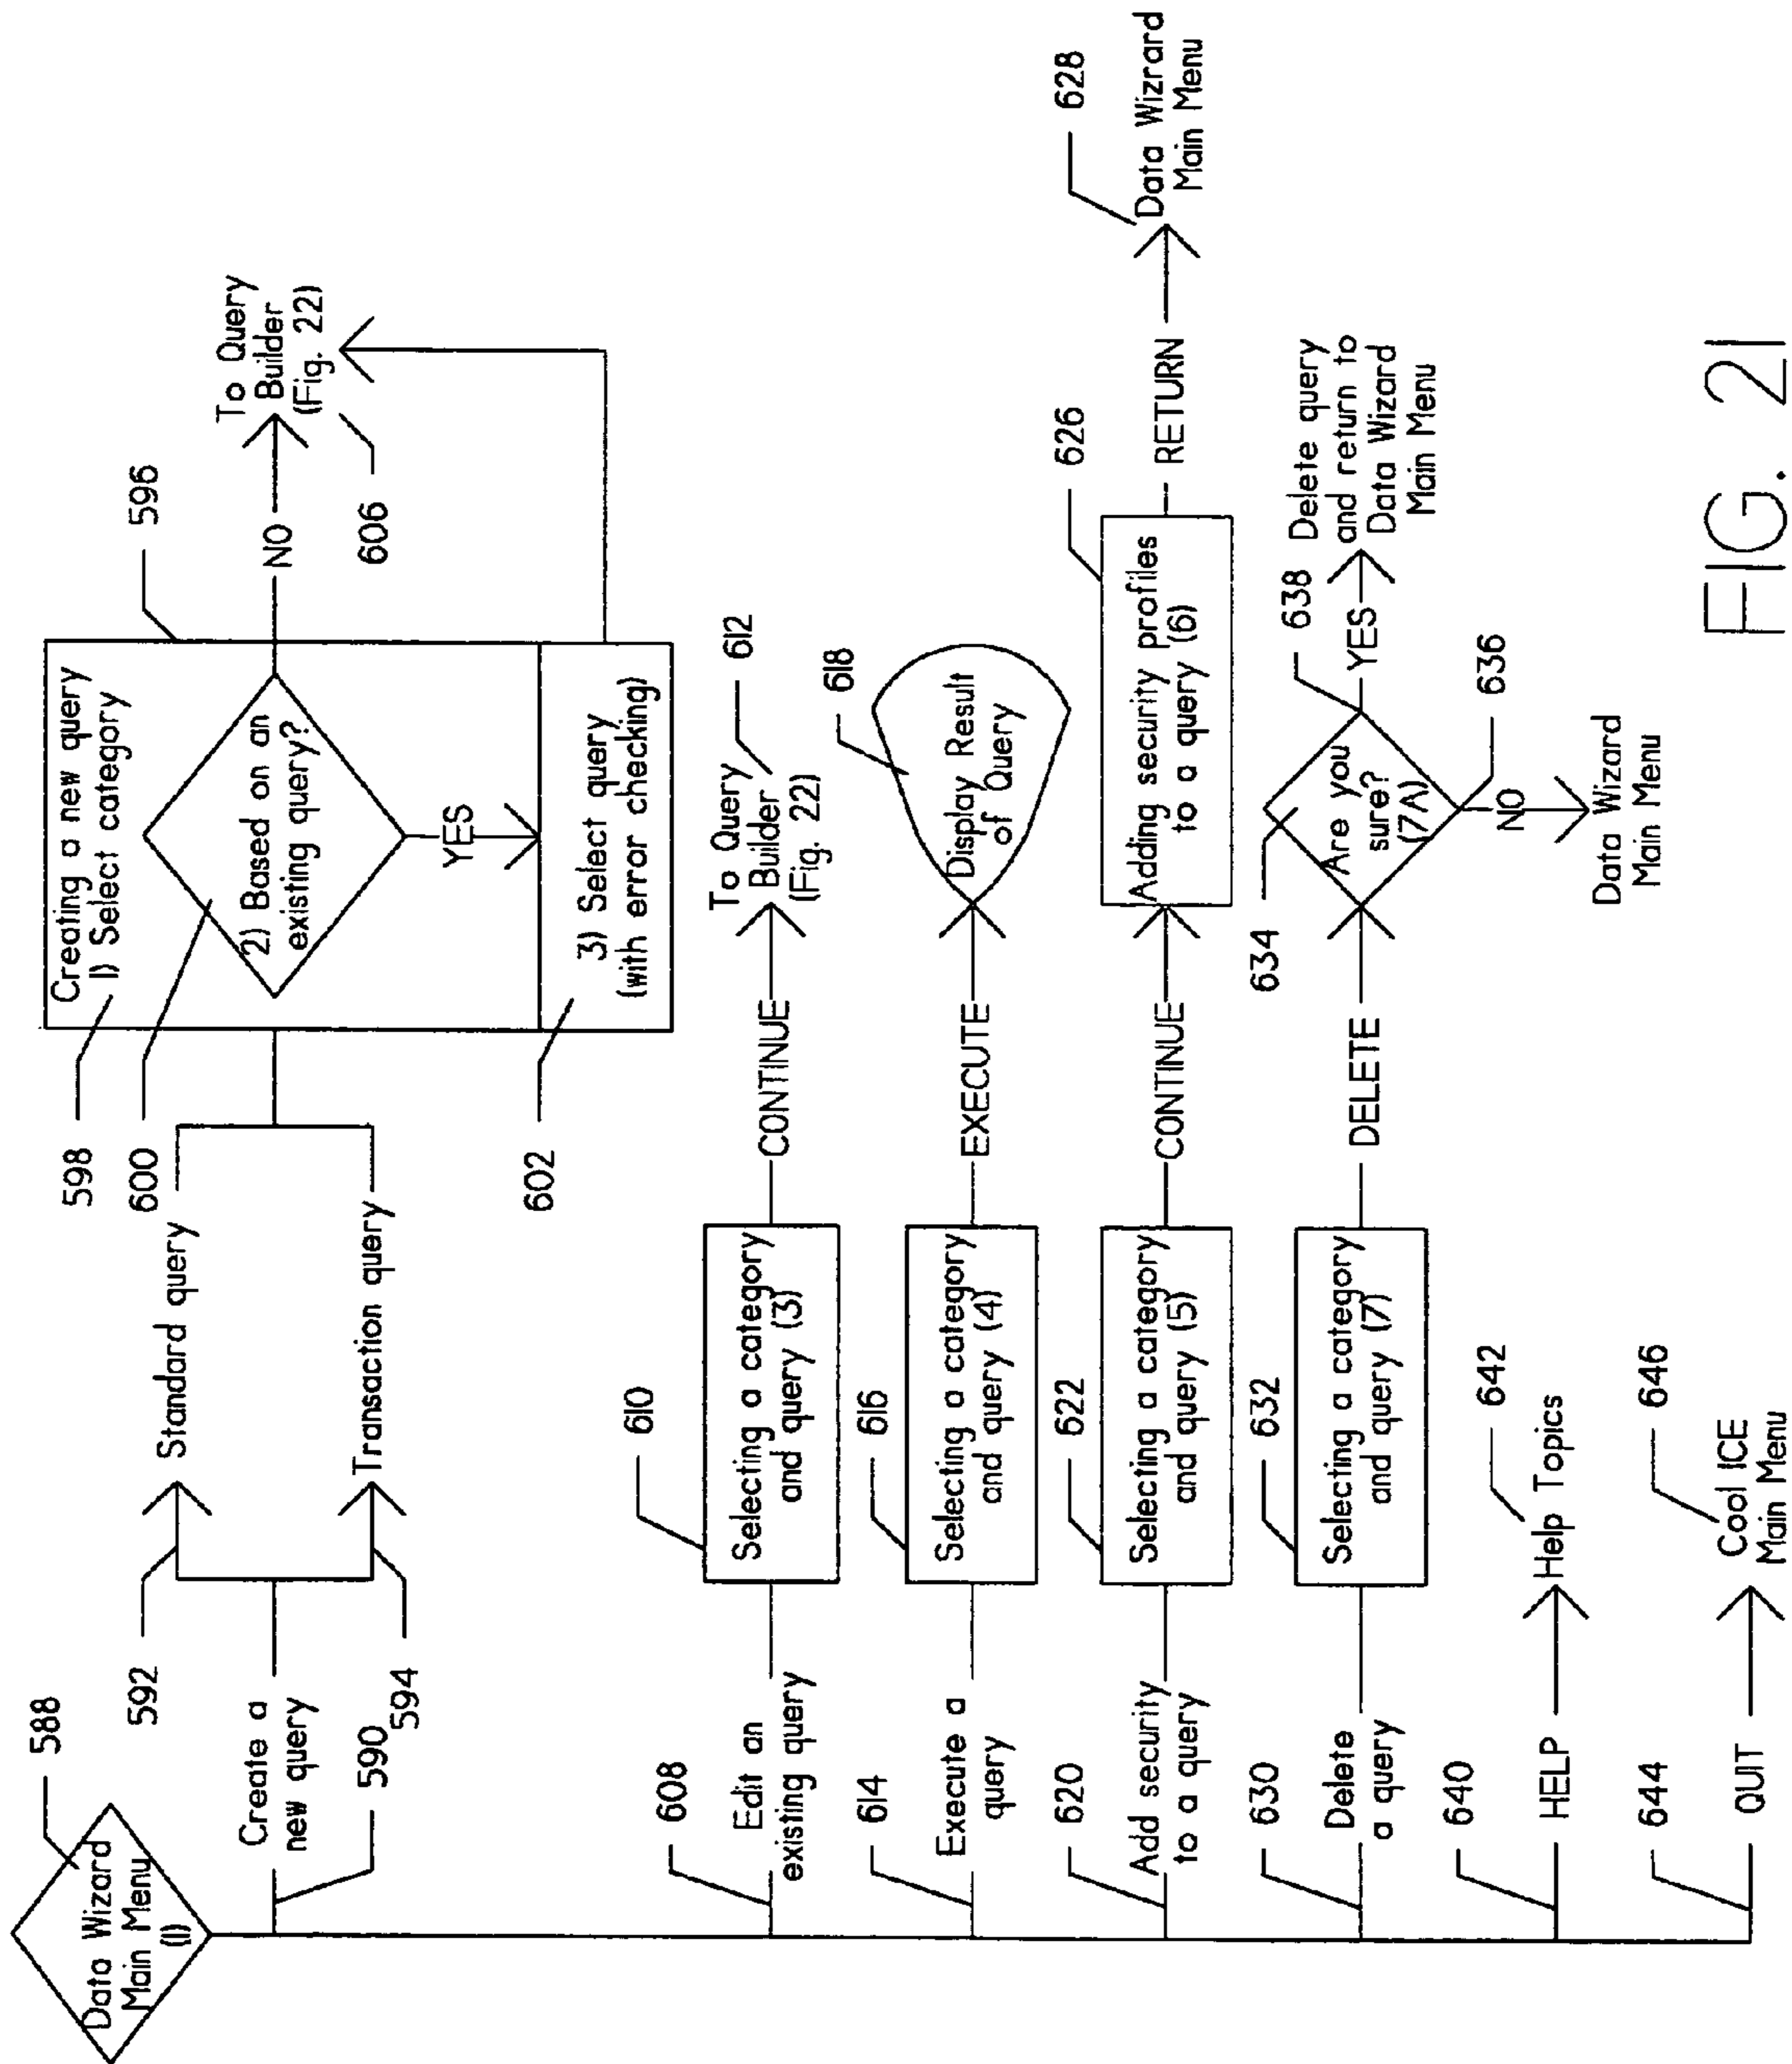 588
Data Wizard
Main Menu
(1)
592
Standard query
Create a
new query
590
594
Transaction query
598
600
602
596
Creating a new query
1) Select category
2) Based on an
existing query?
YES
3) Select query
(with error checking)
NO
To Query
Builder
(Fig. 22)
606
608
Edit an
existing query
610
Selecting a category
and query (3)
CONTINUE
To Query
Builder
(Fig. 22)
612
614
Execute a
query
616
Selecting a category
and query (4)
EXECUTE
618
Display Result
of Query
620
Add security
to a query
622
Selecting a category
and query (5)
CONTINUE
626
Adding security profiles
to a query (6)
RETURN
628
Data Wizrard
Main Menu
630
Delete
a query
632
Selecting a category
and query (7)
DELETE
634
Are you
sure?
(7A)
638
YES
Delete query
and return to
Data Wizard
Main Menu
636
NO
Data Wizard
Main Menu
640
HELP
642
Help Topics
644
QUIT
646
Cool ICE
Main Menu
FIG. 21